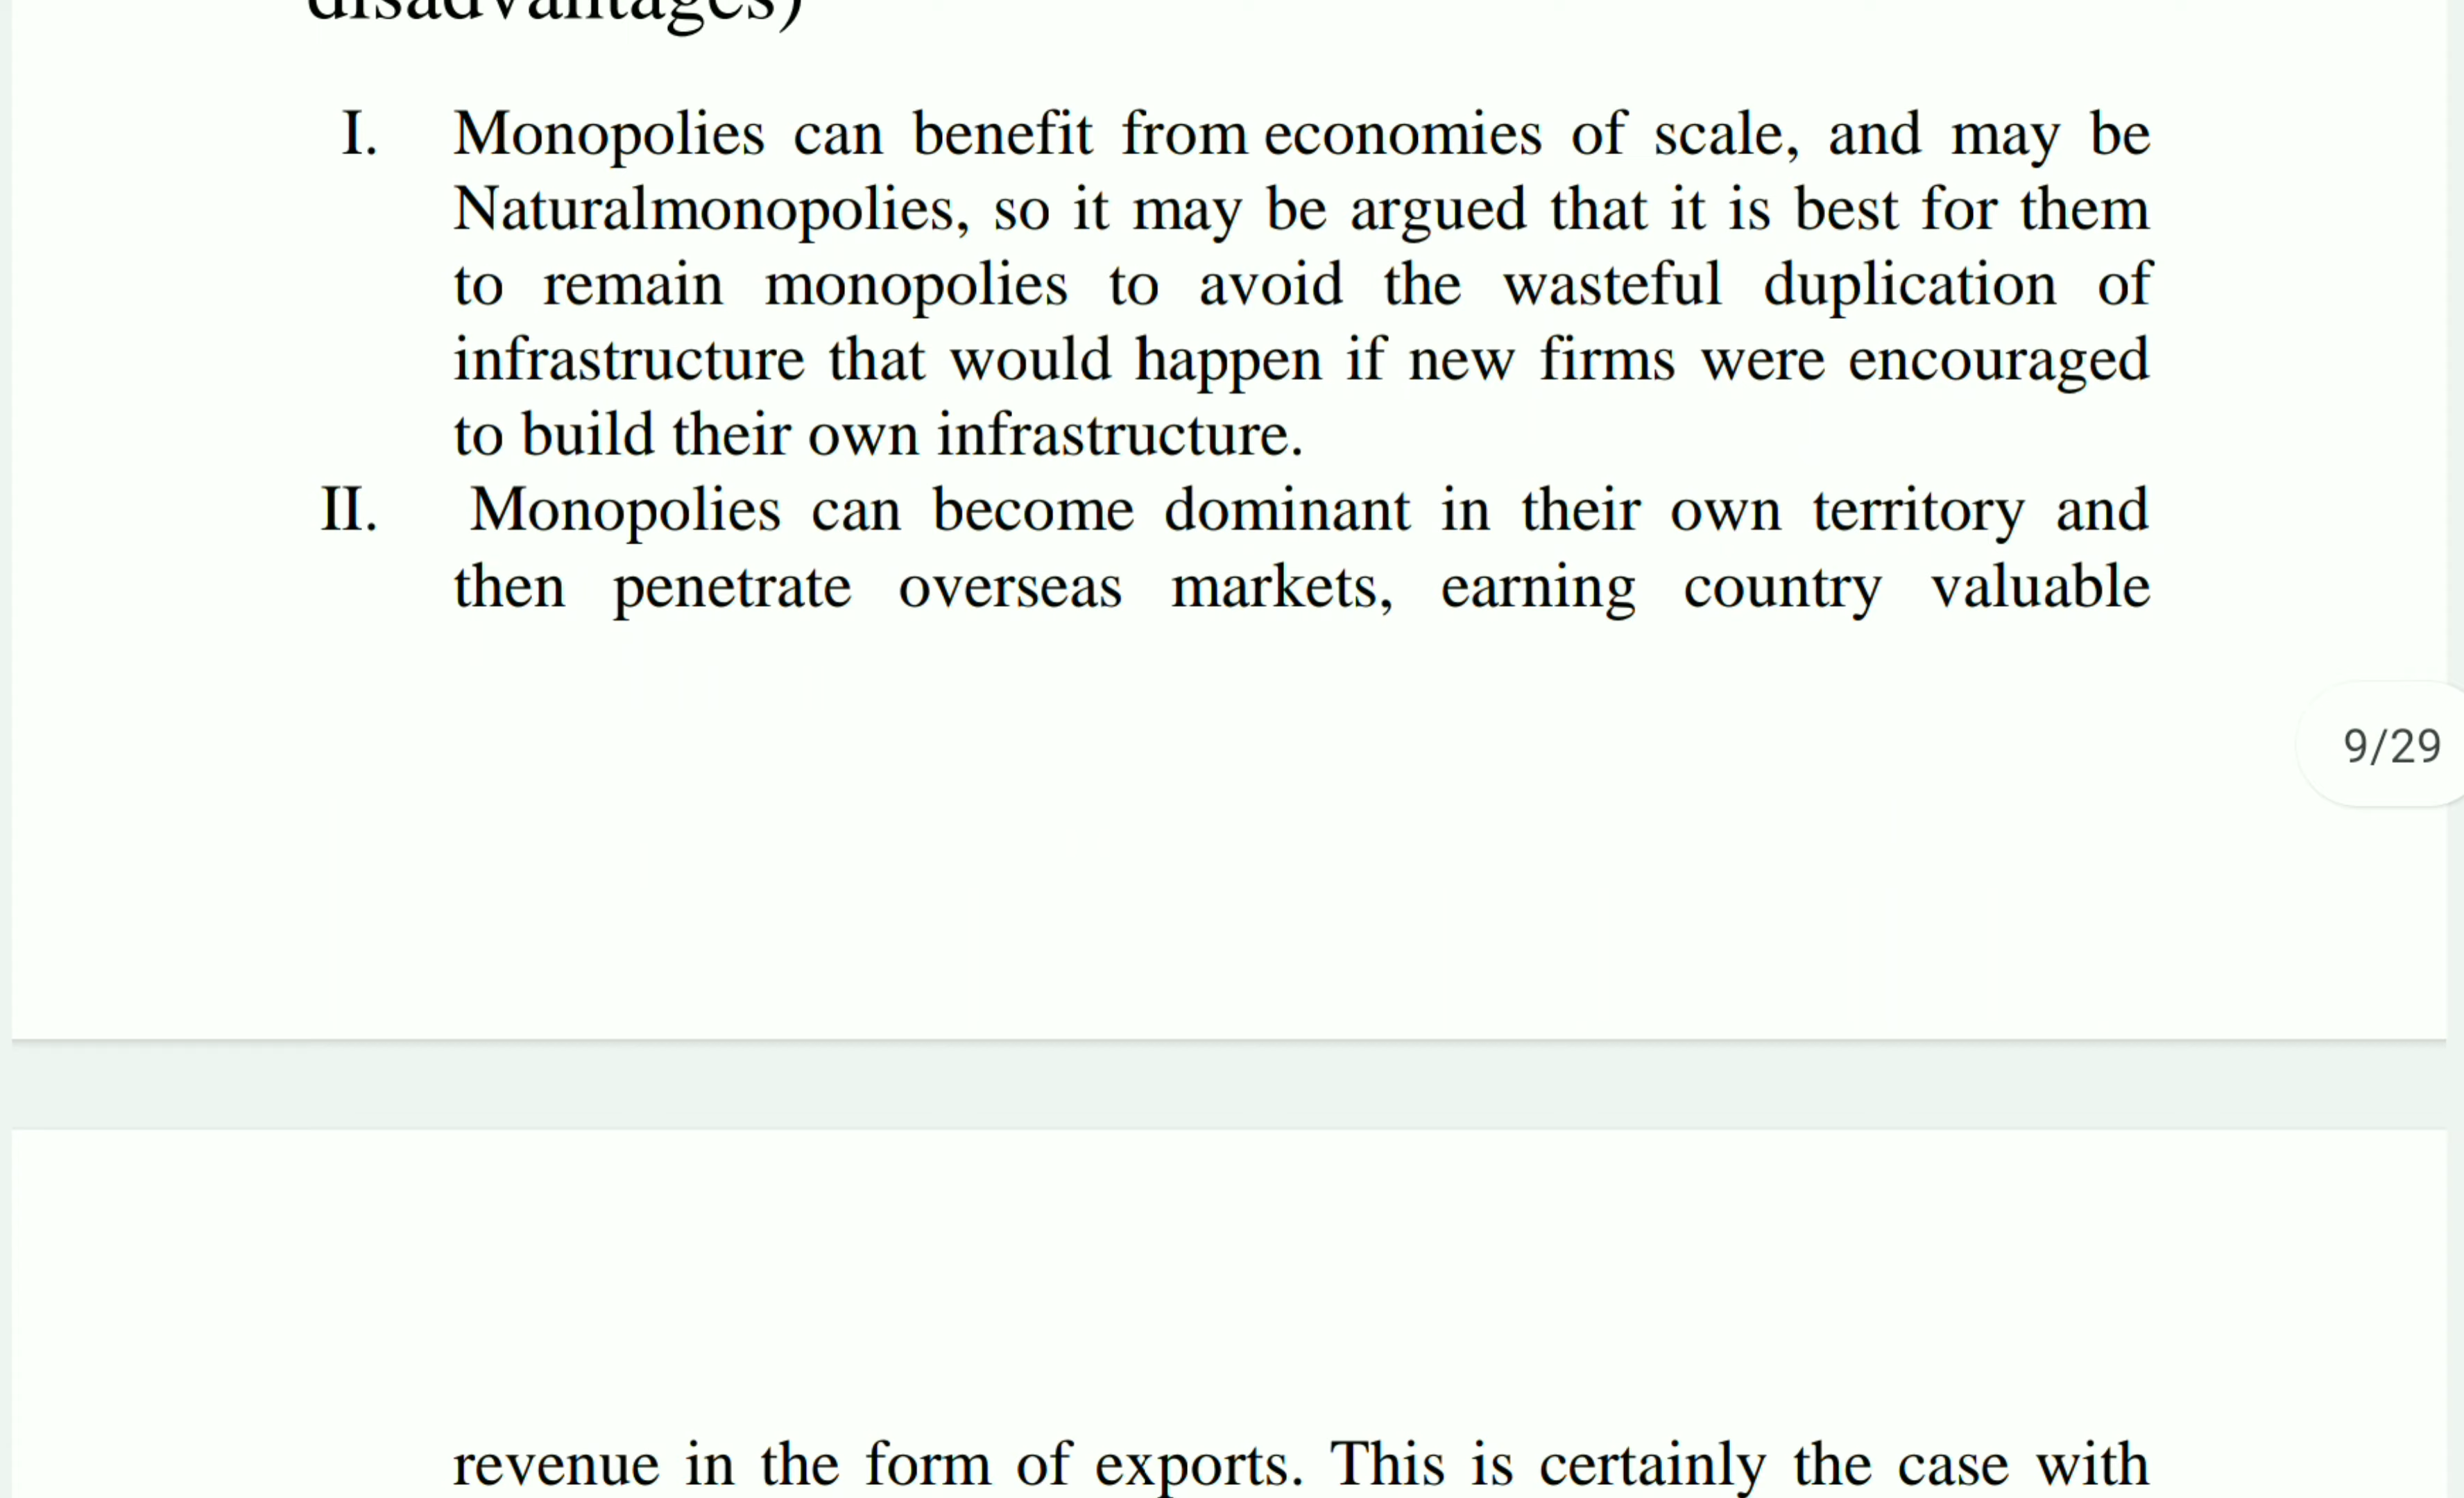 disadvantages)
I. Monopolies can benefit from economies of scale, and may be
Naturalmonopolies, so it may be argued that it is best for them
to remain monopolies to avoid the wasteful duplication of
infrastructure that would happen if new firms were encouraged
to build their own infrastructure.
II. Monopolies can become dominant in their own territory and
then penetrate overseas markets, earning country valuable
9/29
revenue in the form of exports. This is certainly the case with